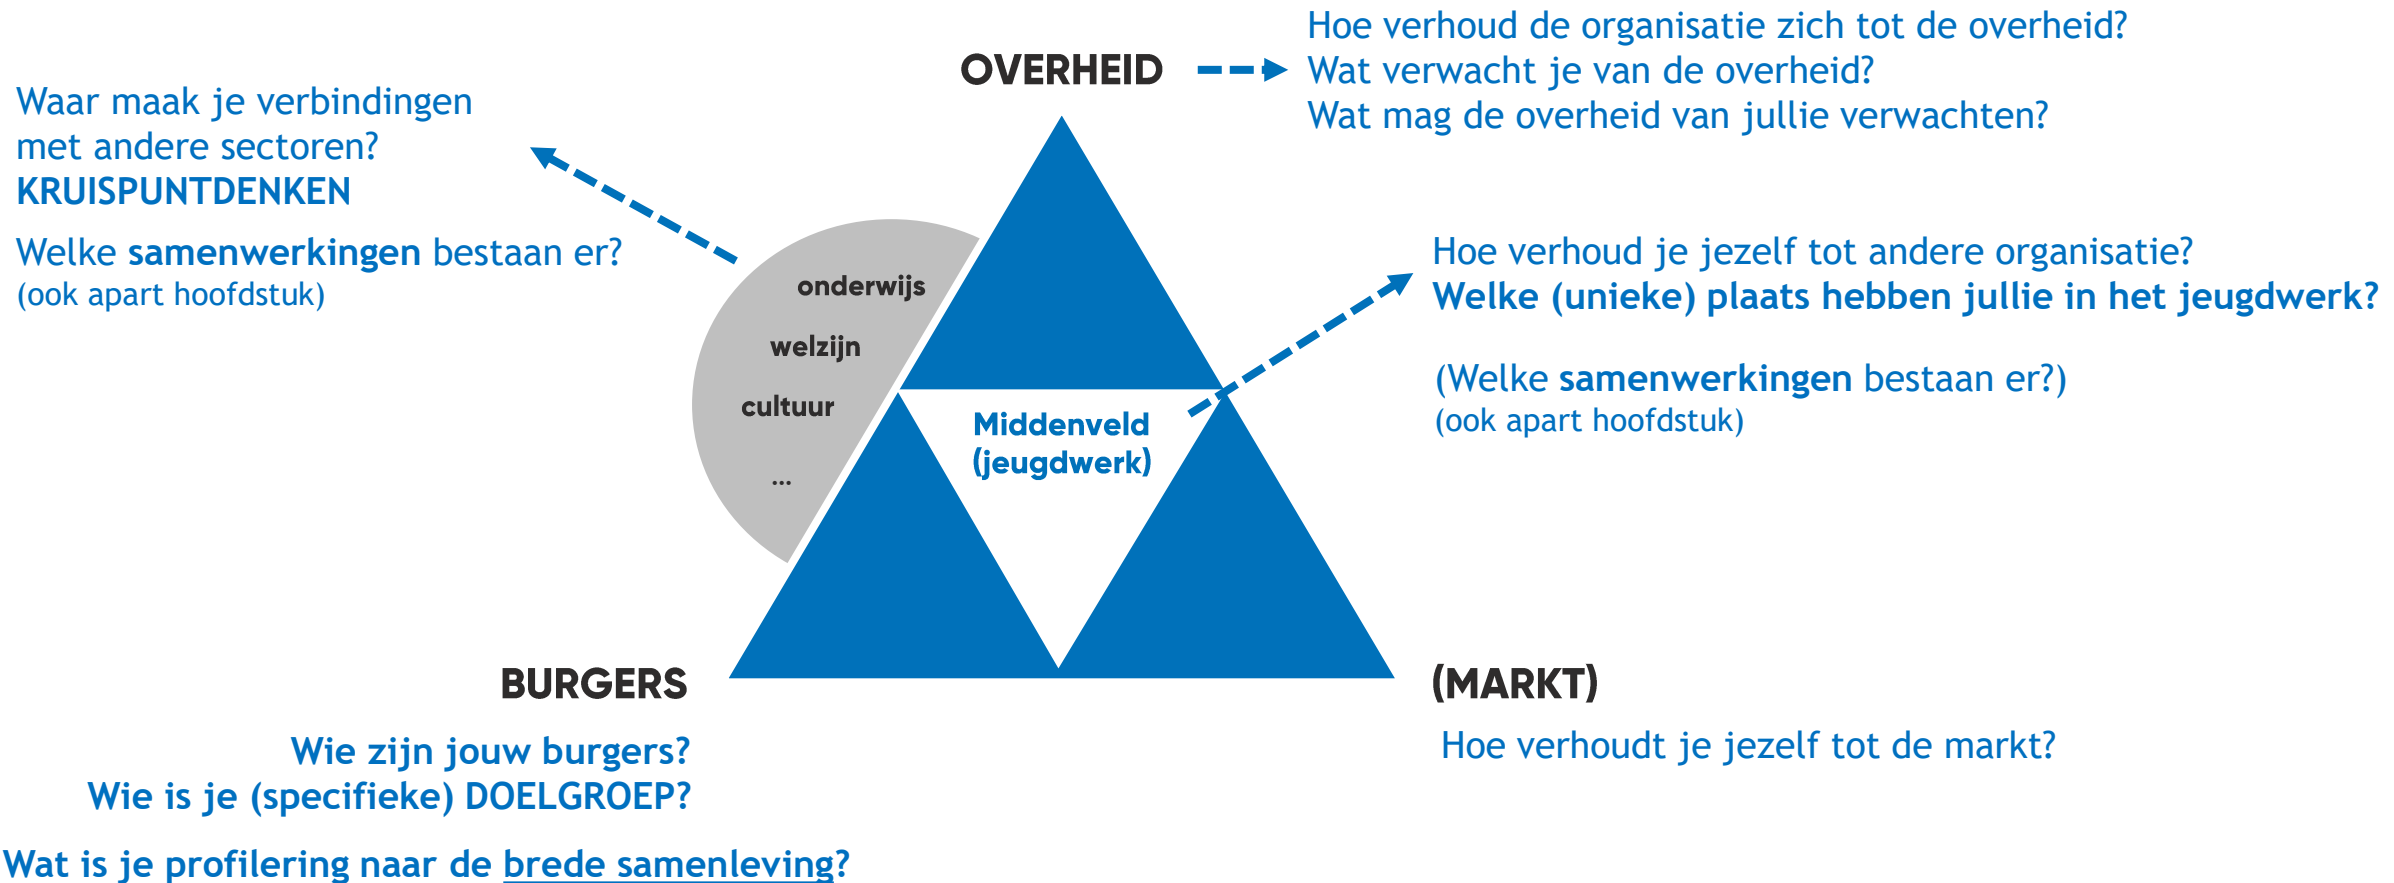 OVERHEID
Hoe verhoud de organisatie zich tot de overheid?
Wat verwacht je van de overheid?
Wat mag de overheid van jullie verwachten?
Waar maak je verbindingen
met andere sectoren?
KRUISPUNTDENKEN
Welke samenwerkingen bestaan er?
(ook apart hoofdstuk)
onderwijs
welzijn
cultuur
...
Hoe verhoud je jezelf tot andere organisatie?
Welke (unieke) plaats hebben jullie in het jeugdwerk?
(Welke samenwerkingen bestaan er?)
(ook apart hoofdstuk)
Middenveld
(jeugdwerk)
BURGERS
Wie zijn jouw burgers?
Wie is je (specifieke) DOELGROEP?
Wat is je profilering naar de brede samenleving?
(MARKT)
Hoe verhoudt je jezelf tot de markt?